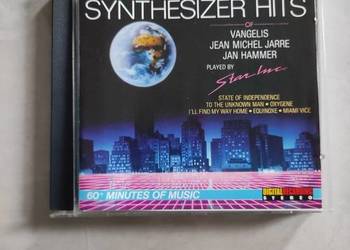 SYNTHESIZER HITS
OF
VANGELIS
JEAN MICHEL JARRE
JAN HAMMER
PLAYED BY
Star Inc.
STATE OF INDEPENDENCE
TO THE UNKNOWN MAN • OXYGENE
I'LL FIND MY WAY HOME • EQUINOXE • MIAMI VICE
60+ MINUTES OF MUSIC
DIGITAL RECORDING
STEREO